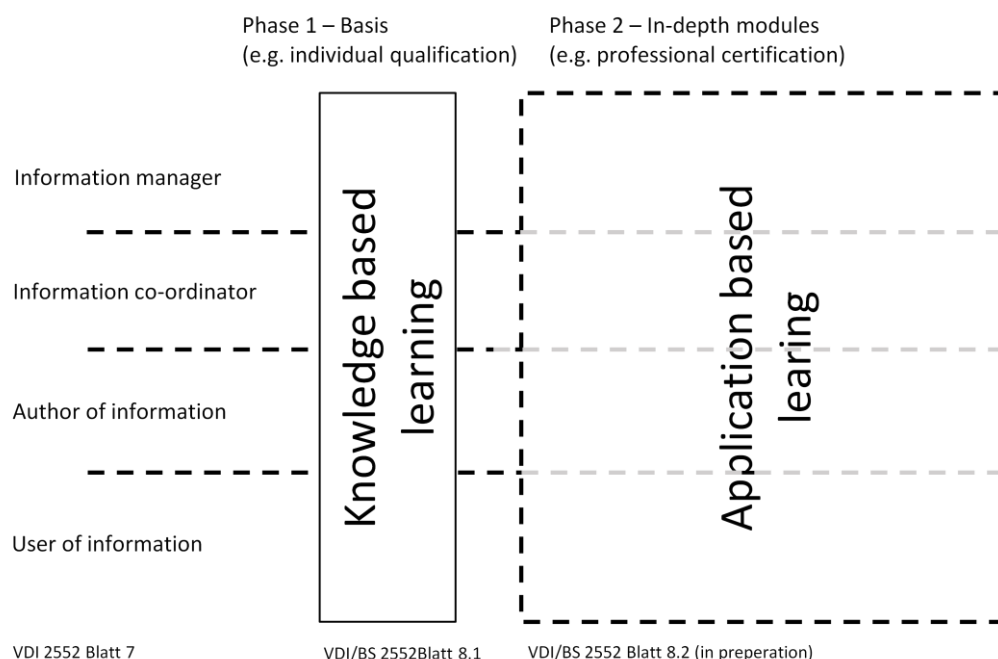 Phase 1 – Basis
(e.g. individual qualification)
Phase 2 – In-depth modules
(e.g. professional certification)
Information manager
Information co-ordinator
Author of information
User of information
Knowledge based
learning
Application based
learing
VDI 2552 Blatt 7
VDI/BS 2552Blatt 8.1
VDI/BS 2552 Blatt 8.2 (in preperation)